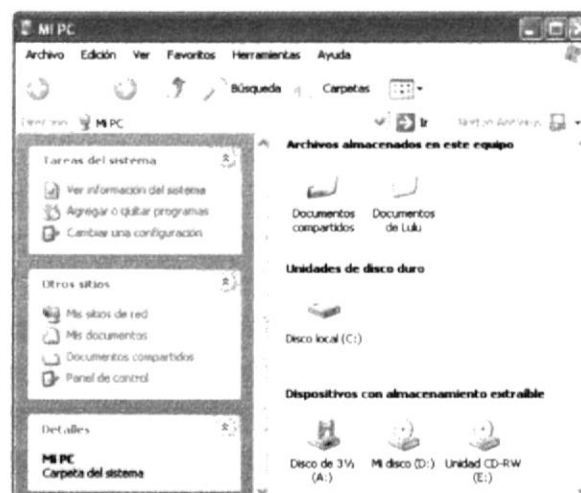 MI PC
Archivo Edición Ver Favoritos Herramientas Ayuda
Búsqueda Carpetas
Dirección MI PC Ir Norton AntiVirus
Tareas del sistema
Ver información del sistema
Agregar o quitar programas
Cambiar una configuración
Otros sitios
Mis sitios de red
Mis documentos
Documentos compartidos
Panel de control
Detalles
MI PC
Carpeta del sistema
Archivos almacenados en este equipo
Documentos compartidos
Documentos de Lulu
Unidades de disco duro
Disco local (C:)
Dispositivos con almacenamiento extraíble
Disco de 3½ (A:)
Mi disco (D:)
Unidad CD-RW (E:)